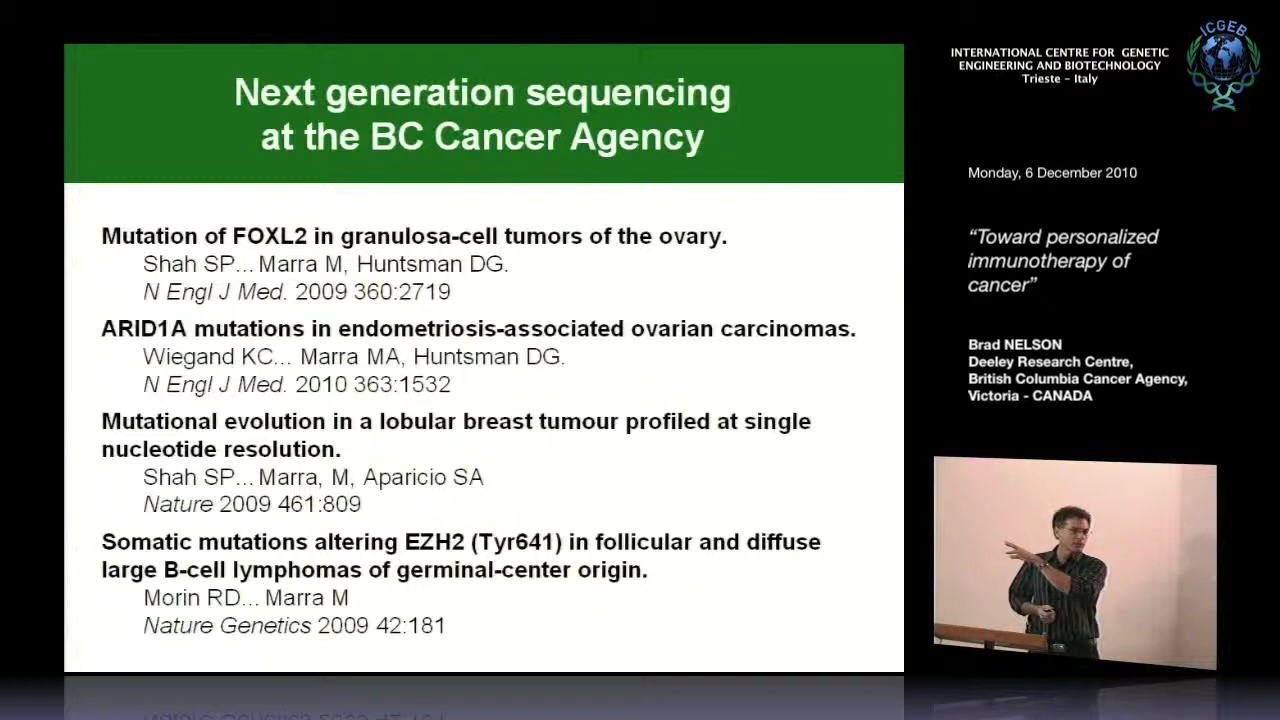 Next generation sequencing
at the BC Cancer Agency
Mutation of FOXL2 in granulosa-cell tumors of the ovary.
Shah SP... Marra M, Huntsman DG.
N Engl J Med. 2009 360:2719
ARID1A mutations in endometriosis-associated ovarian carcinomas.
Wiegand KC... Marra MA, Huntsman DG.
N Engl J Med. 2010 363:1532
Mutational evolution in a lobular breast tumour profiled at single
nucleotide resolution.
Shah SP... Marra, M, Aparicio SA
Nature 2009 461:809
Somatic mutations altering EZH2 (Tyr641) in follicular and diffuse
large B-cell lymphomas of germinal-center origin.
Morin RD... Marra M
Nature Genetics 2009 42:181
INTERNATIONAL CENTRE FOR GENETIC
ENGINEERING AND BIOTECHNOLOGY
Trieste – Italy
ICGEB
Monday, 6 December 2010
“Toward personalized
immunotherapy of
cancer”
Brad NELSON
Deeley Research Centre,
British Columbia Cancer Agency,
Victoria - CANADA